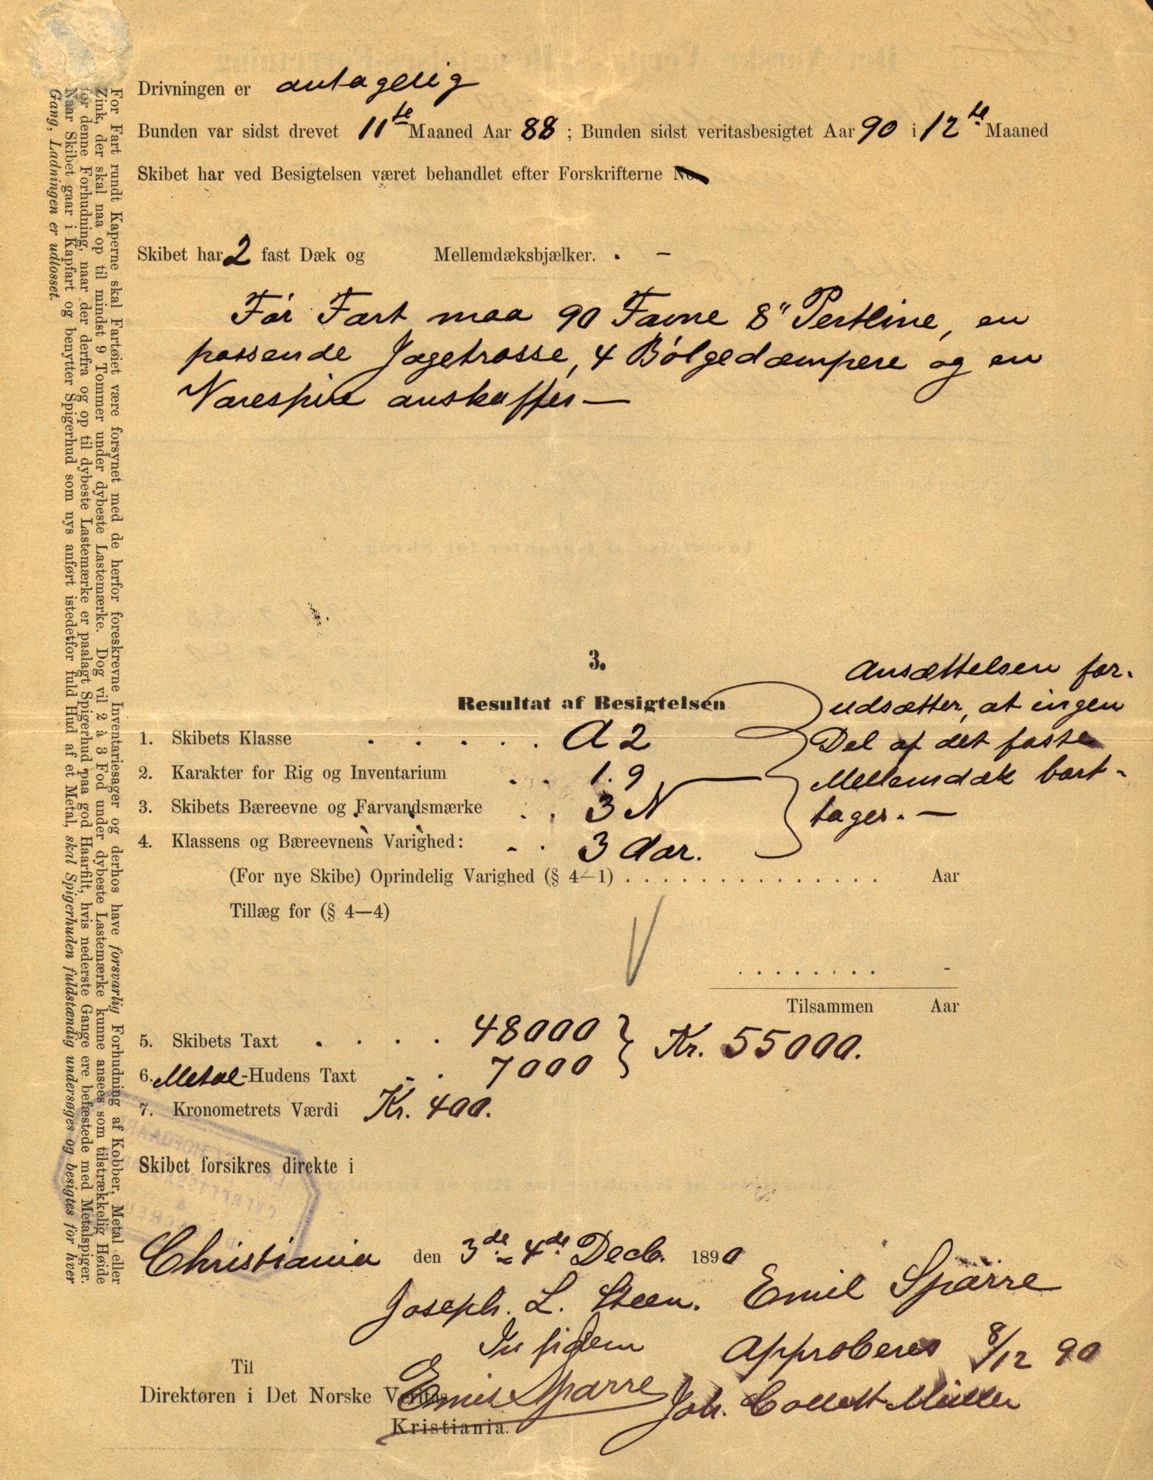 Drivningen er antagelig
Bunden var sidst drevet 11te Maaned Aar 88; Bunden sidst veritasbesigtet Aar 90 i 12te Maaned
Skibet har ved Besigtelsen været behandlet efter Forskrifterne No.
Skibet har 2 fast Dæk og Mellemdæksbjælker. . –
Før Fart maa 90 Favne 8" Pertline, en
passende Jagetrosse, 4 Bølgedæmpere og en
Varespire anskaffes —
3.
Resultat af Besigtelsen
1. Skibets Klasse . . . . . A 2
2. Karakter for Rig og Inventarium . . 1.9
3. Skibets Bæreevne og Farvandsmærke . . 3 N
4. Klassens og Bæreevnens Varighed: - . 3 Aar.
Ansættelsen for-
udsætter, at ingen
Del af det faste
Mellemdæk bort-
tages. —
(For nye Skibe) Oprindelig Varighed (§ 4—1) . . . . . . . . . . . . . . . Aar
Tillæg for (§ 4—4)
. . . . . . . . -
Tilsammen Aar
5. Skibets Taxt . . . . 48000
6. Metal-Hudens Taxt . . 7000
Kr. 55000.
7. Kronometrets Værdi Kr. 400.
Skibet forsikres direkte i
Christiania den 3de = 4de Decb. 1890
Joseph. L. Steen. Emil Sparre
In fidem Approberes 8/12 90
Emil Sparre Joh. Collett Müller
Til
Direktøren i Det Norske Veritas
Kristiania.
For Fart rundt Kaperne skal Fartøiet være forsynet med de herfor foreskrevne Inventariesager og derhos have forsvarlig Forhudning af Kobber, Metal eller
Zink, der skal naa op til mindst 9 Tommer under dybeste Lastemærke. Dog vil 2 à 3 Fod under dybeste Lastemærke kunne ansees som tilstrækkelig Høide
for denne Forhudning, naar der derfra og op til dybeste Lastemærke er paalagt Spigerhud paa god Haarfilt, hvis nederste Gange ere befæstede med Metalspiger.
Naar Skibet gaar i Kapfart og benytter Spigerhud som nys anført istedetfor fuld Hud af et Metal, skal Spigerhuden fuldstændig undersøges og besigtes for hver
Gang, Ladningen er udlosset.